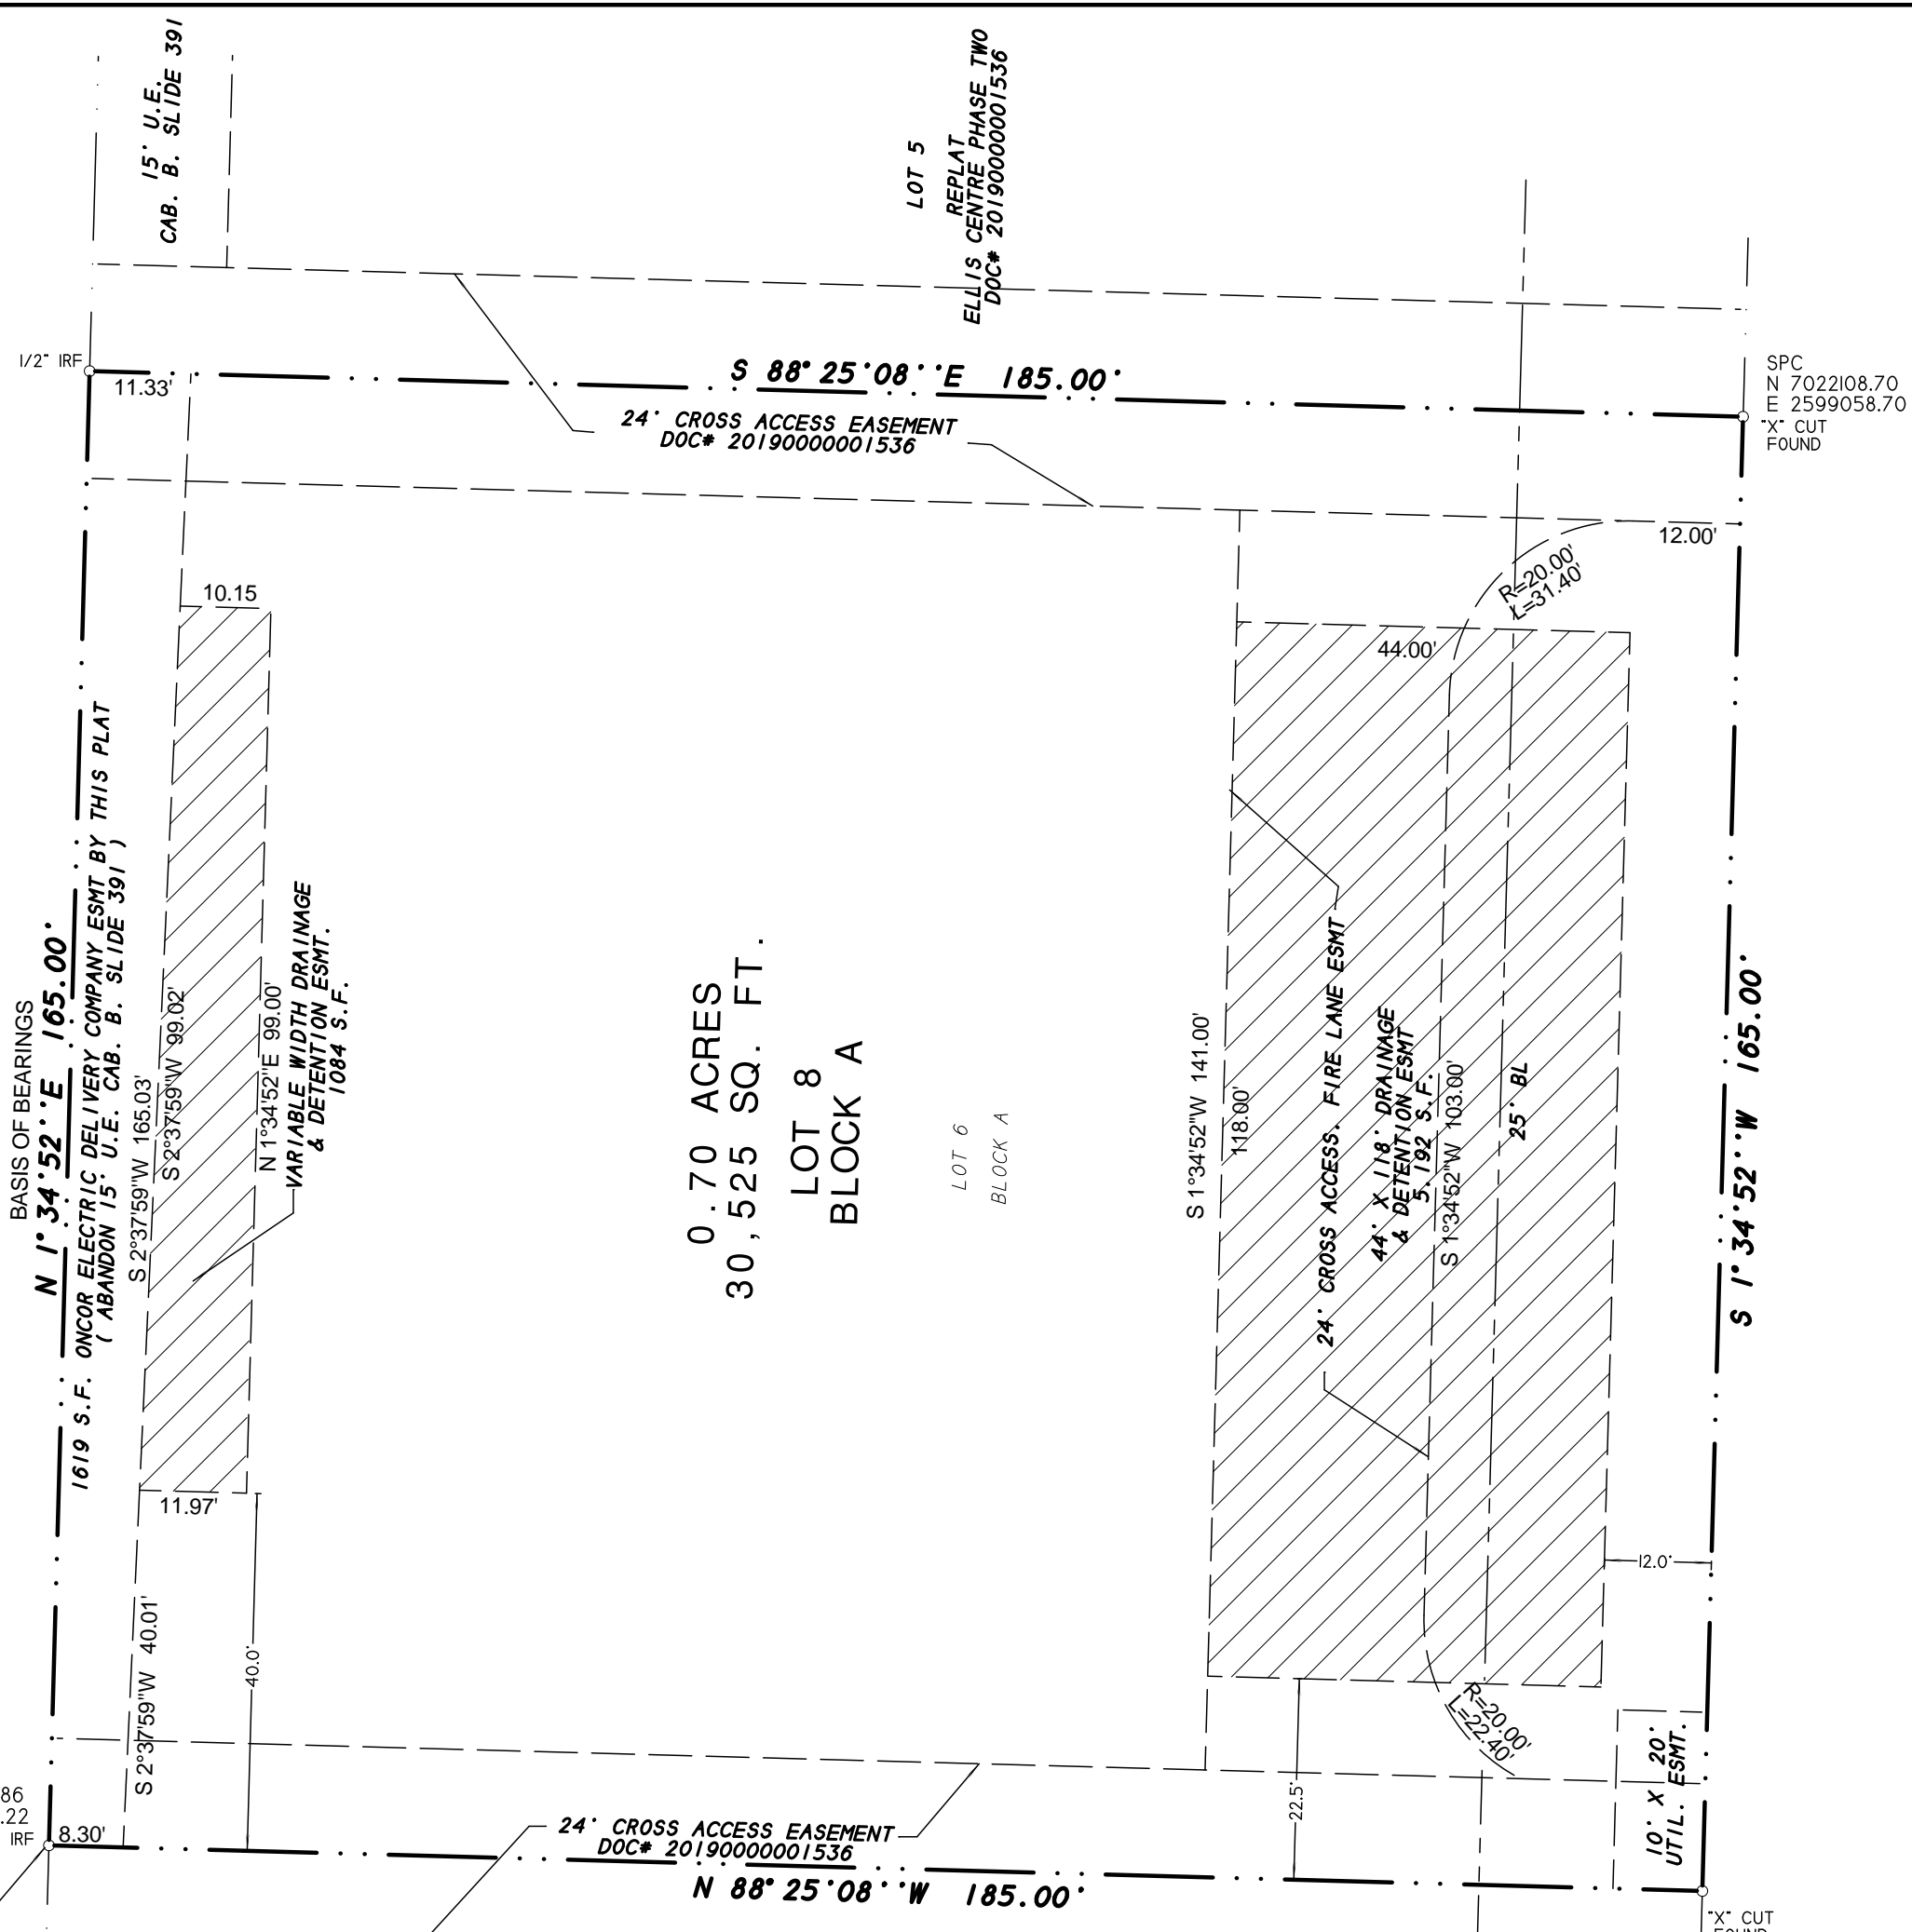 15' U.E.
CAB. B. SLIDE 391
LOT 5
REPLAT
ELLIS CENTRE PHASE TWO
DOC# 201900000001536
1/2" IRF
11.33'
S 88°25'08''E 185.00'
SPC
N 7022108.70
E 2599058.70
"X" CUT
FOUND
24' CROSS ACCESS EASEMENT
DOC# 201900000001536
12.00'
R=20.00'
L=31.40'
10.15
44.00'
BASIS OF BEARINGS
N 1°34'52''E 165.00'
1619 S.F. ONCOR ELECTRIC DELIVERY COMPANY ESMT BY THIS PLAT
( ABANDON 15' U.E. CAB. B. SLIDE 391 )
S 2°37'59"W 165.03'
S 2°37'59"W 99.02'
N 1°34'52"E 99.00'
VARIABLE WIDTH DRAINAGE
& DETENTION ESMT.
1084 S.F.
0.70 ACRES
30,525 SQ. FT.
LOT 8
BLOCK A
LOT 6
BLOCK A
S 1°34'52"W 141.00'
118.00'
24' CROSS ACCESS, FIRE LANE ESMT
44' X 118' DRAINAGE
& DETENTION ESMT
5,192 S.F.
S 1°34'52"W 103.00'
25' BL
S 1°34'52''W 165.00'
11.97'
12.0'
S 2°37'59"W 40.01'
40.0'
R=20.00'
L=22.40'
22.5'
10' X 20'
UTIL. ESMT.
86
.22
IRF
8.30'
24' CROSS ACCESS EASEMENT
DOC# 201900000001536
N 88°25'08''W 185.00'
"X" CUT
FOUND